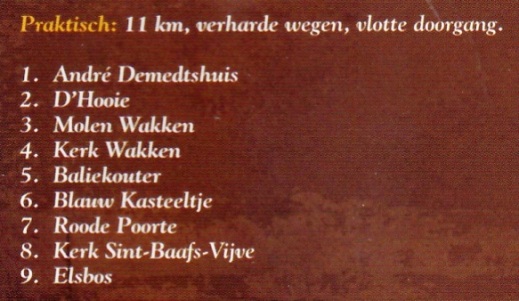 Praktisch: 11 km, verharde wegen, vlotte doorgang.
1. André Demedtshuis
2. D'Hooie
3. Molen Wakken
4. Kerk Wakken
5. Baliekouter
6. Blauw Kasteeltje
7. Roode Poorte
8. Kerk Sint-Baafs-Vijve
9. Elsbos